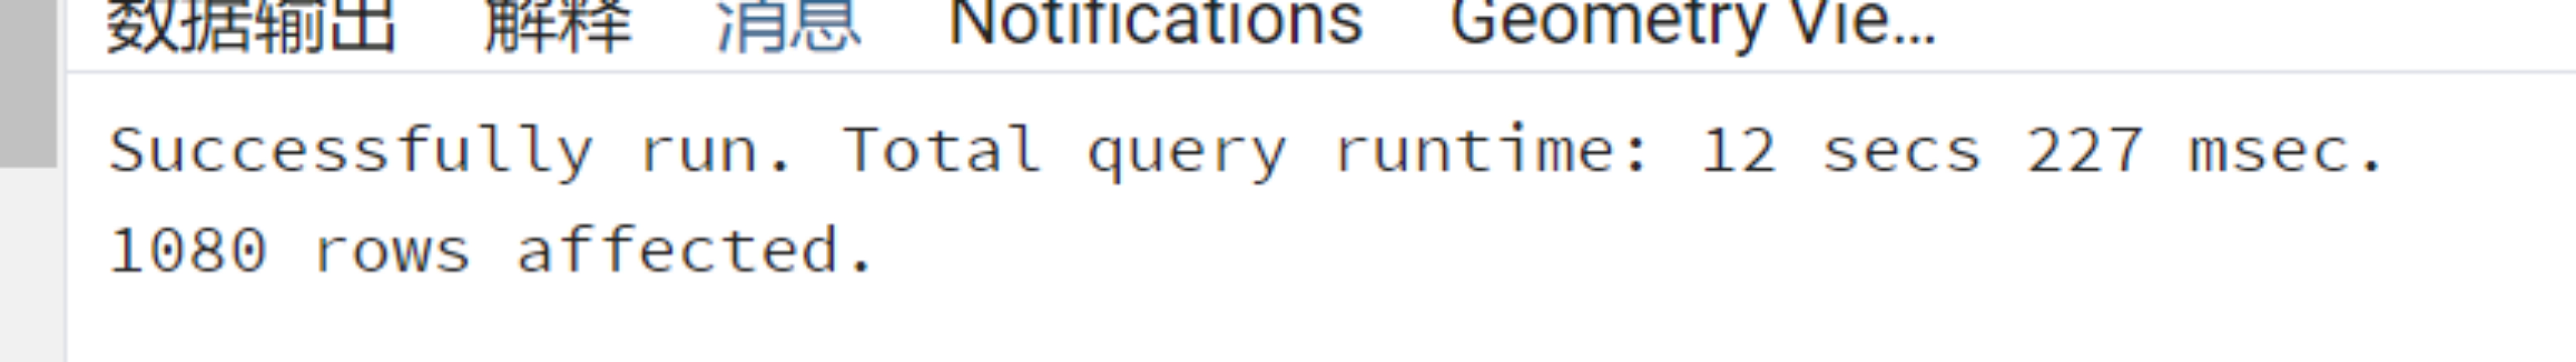 数据输出 解释 消息 Notifications Geometry Vie...
Successfully run. Total query runtime: 12 secs 227 msec.
1080 rows affected.